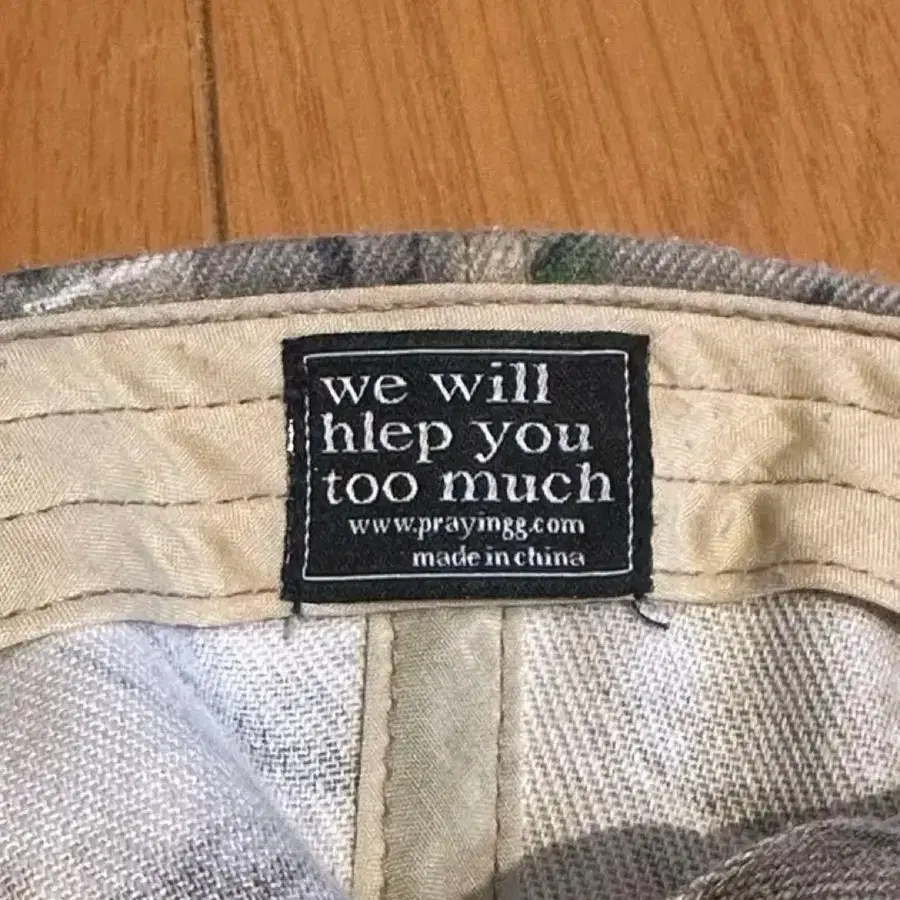 we will
hlep you
too much
www.prayingg.com
made in china